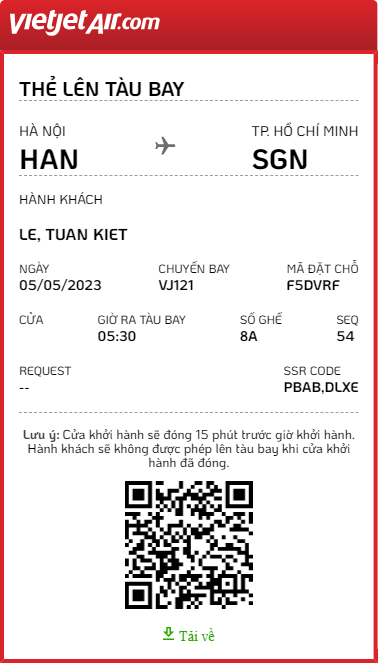 vietjetAir.com
THẺ LÊN TÀU BAY
HÀ NỘI TP. HỒ CHÍ MINH
HAN SGN
HÀNH KHÁCH
LE, TUAN KIET
NGÀY CHUYẾN BAY MÃ ĐẶT CHỖ
05/05/2023 VJ121 F5DVRF
CỬA GIỜ RA TÀU BAY SỐ GHẾ SEQ
05:30 8A 54
REQUEST SSR CODE
-- PBAB,DLXE
Lưu ý: Cửa khởi hành sẽ đóng 15 phút trước giờ khởi hành.
Hành khách sẽ không được phép lên tàu bay khi cửa khởi
hành đã đóng.
Tải về